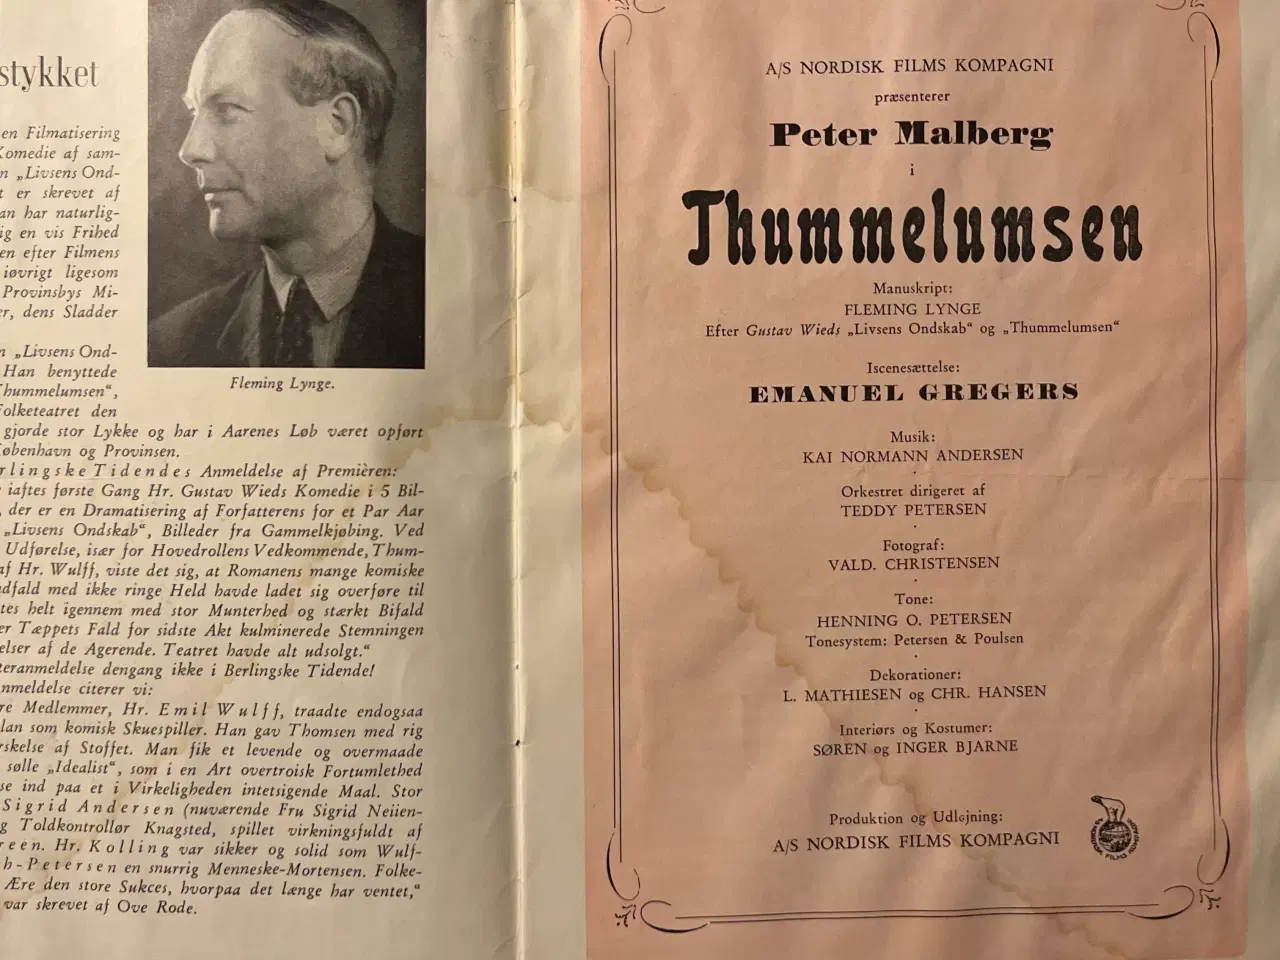 stykket
en Filmatisering
Komedie af sam-
n „Livsens Ond-
t er skrevet af
an har naturlig-
ig en vis Frihed
en efter Filmens
iøvrigt ligesom
Provinsbys Mi-
er, dens Sladder
n „Livsens Ond-
Han benyttede
Thummelumsen“,
Folketeatret den
gjorde stor Lykke og har i Aarenes Løb været opført
København og Provinsen.
rlingske Tidendes Anmeldelse af Premièren:
iaftes første Gang Hr. Gustav Wieds Komedie i 5 Bil-
, der er en Dramatisering af Forfatterens for et Par Aar
„Livsens Ondskab“, Billeder fra Gammelkjøbing. Ved
Udførelse, især for Hovedrollens Vedkommende, Thum-
af Hr. Wulff, viste det sig, at Romanens mange komiske
dfald med ikke ringe Held havde ladet sig overføre til
tes helt igennem med stor Munterhed og stærkt Bifald
er Tæppets Fald for sidste Akt kulminerede Stemningen
elser af de Agerende. Teatret havde alt udsolgt.“
teranmeldelse dengang ikke i Berlingske Tidende!
nmeldelse citerer vi:
re Medlemmer, Hr. Emil Wulff, traadte endogsaa
lan som komisk Skuespiller. Han gav Thomsen med rig
rskelse af Stoffet. Man fik et levende og overmaade
sølle „Idealist“, som i en Art overtroisk Fortumlethed
se ind paa et i Virkeligheden intetsigende Maal. Stor
Sigrid Andersen (nuværende Fru Sigrid Neiien-
g Toldkontrollør Knagsted, spillet virkningsfuldt af
reen. Hr. Kolling var sikker og solid som Wulf-
h-Petersen en snurrig Menneske-Mortensen. Folke-
Ære den store Sukces, hvorpaa det længe har ventet,“
var skrevet af Ove Rode.
Fleming Lynge.
A/S NORDISK FILMS KOMPAGNI
præsenterer
Peter Malberg
i
Thummelumsen
Manuskript:
FLEMING LYNGE
Efter Gustav Wieds „Livsens Ondskab“ og „Thummelumsen“
Iscenesættelse:
EMANUEL GREGERS
Musik:
KAI NORMANN ANDERSEN
Orkestret dirigeret af
TEDDY PETERSEN
Fotograf:
VALD. CHRISTENSEN
Tone:
HENNING O. PETERSEN
Tonesystem: Petersen & Poulsen
Dekorationer:
L. MATHIESEN og CHR. HANSEN
Interiørs og Kostumer:
SØREN og INGER BJARNE
Produktion og Udlejning:
A/S NORDISK FILMS KOMPAGNI